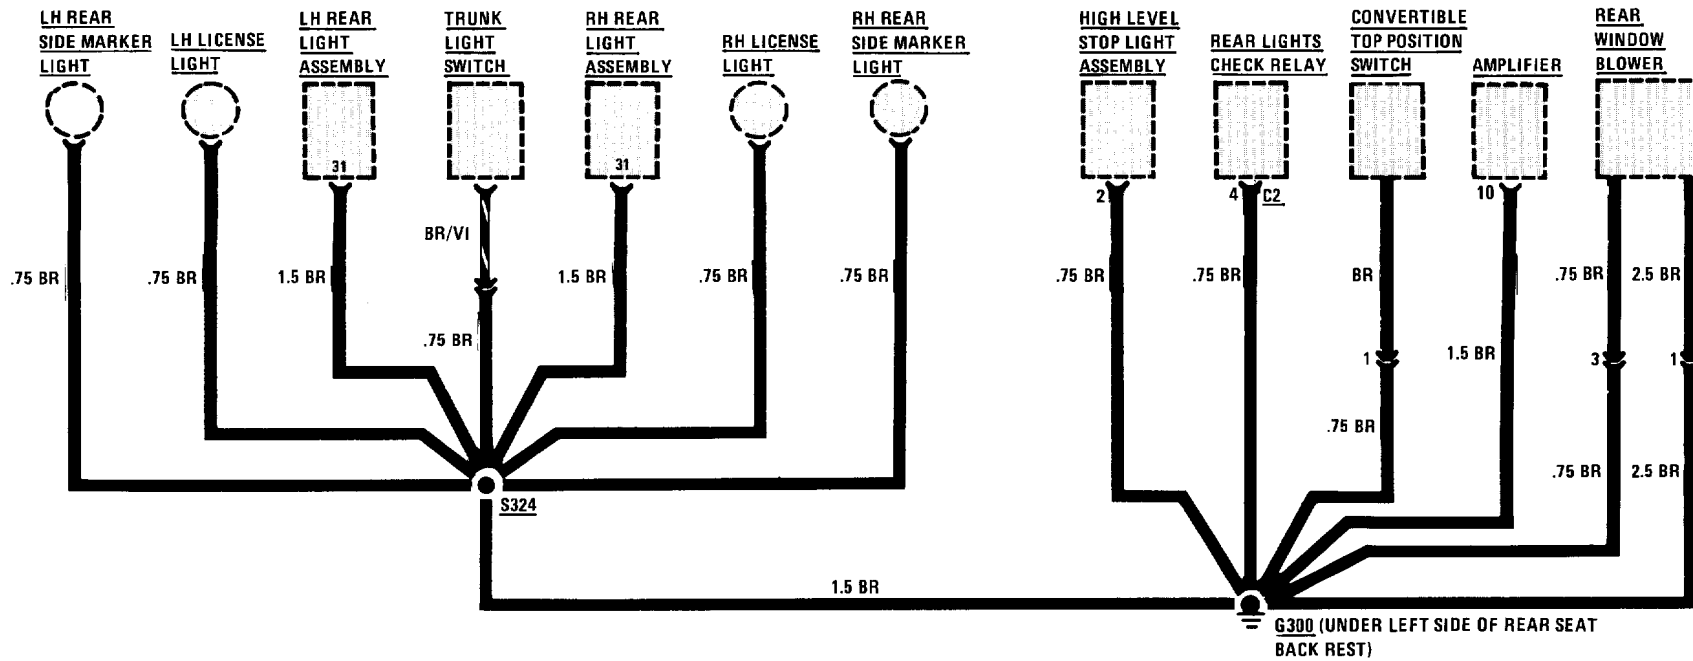 LH REAR
SIDE MARKER
LIGHT
LH LICENSE
LIGHT
LH REAR
LIGHT
ASSEMBLY
TRUNK
LIGHT
SWITCH
RH REAR
LIGHT
ASSEMBLY
RH LICENSE
LIGHT
RH REAR
SIDE MARKER
LIGHT
HIGH LEVEL
STOP LIGHT
ASSEMBLY
REAR LIGHTS
CHECK RELAY
CONVERTIBLE
TOP POSITION
SWITCH
AMPLIFIER
REAR
WINDOW
BLOWER
31
31
2
4
C2
10
BR/VI
.75 BR
.75 BR
1.5 BR
1.5 BR
.75 BR
.75 BR
.75 BR
.75 BR
BR
.75 BR
2.5 BR
.75 BR
1
1.5 BR
3
1
.75 BR
.75 BR
2.5 BR
S324
1.5 BR
G300 (UNDER LEFT SIDE OF REAR SEAT
BACK REST)